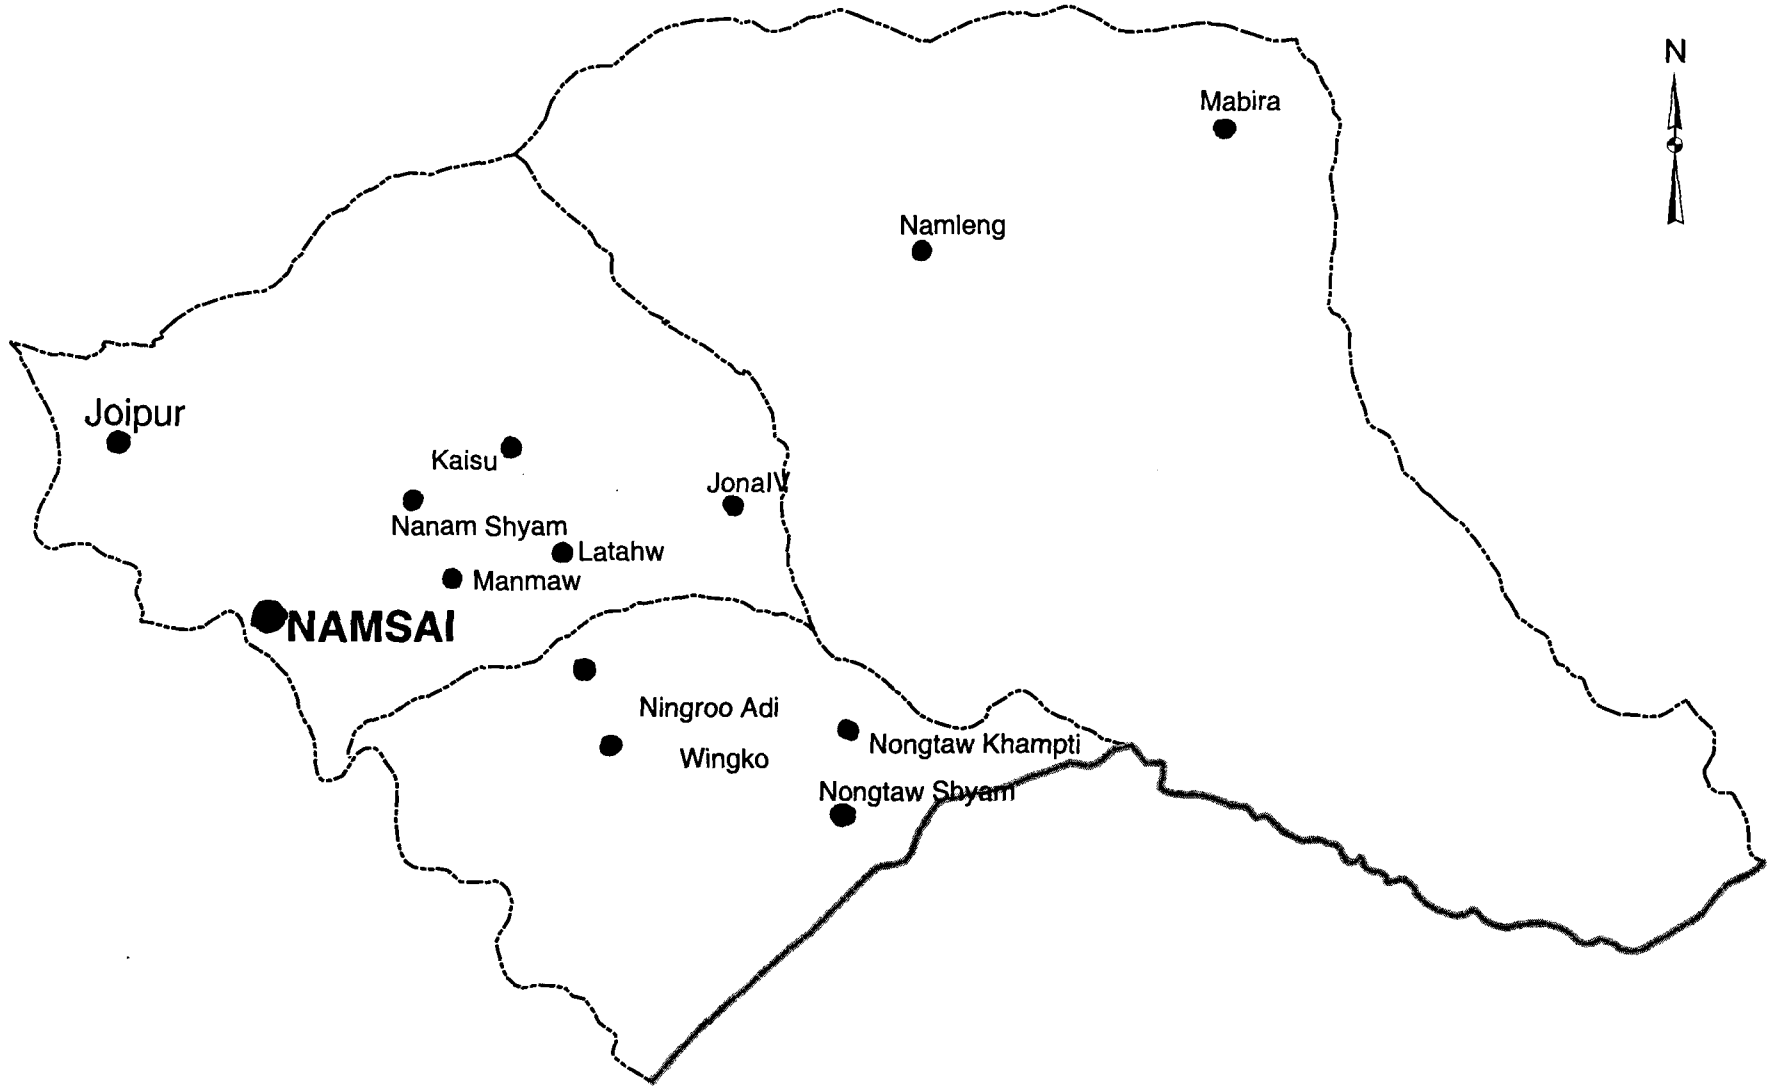 N
Mabira
Namleng
Joipur
Kaisu
JonaIV
Nanam Shyam
Latahw
Manmaw
NAMSAI
Ningroo Adi
Nongtaw Khampti
Wingko
Nongtaw Shyam